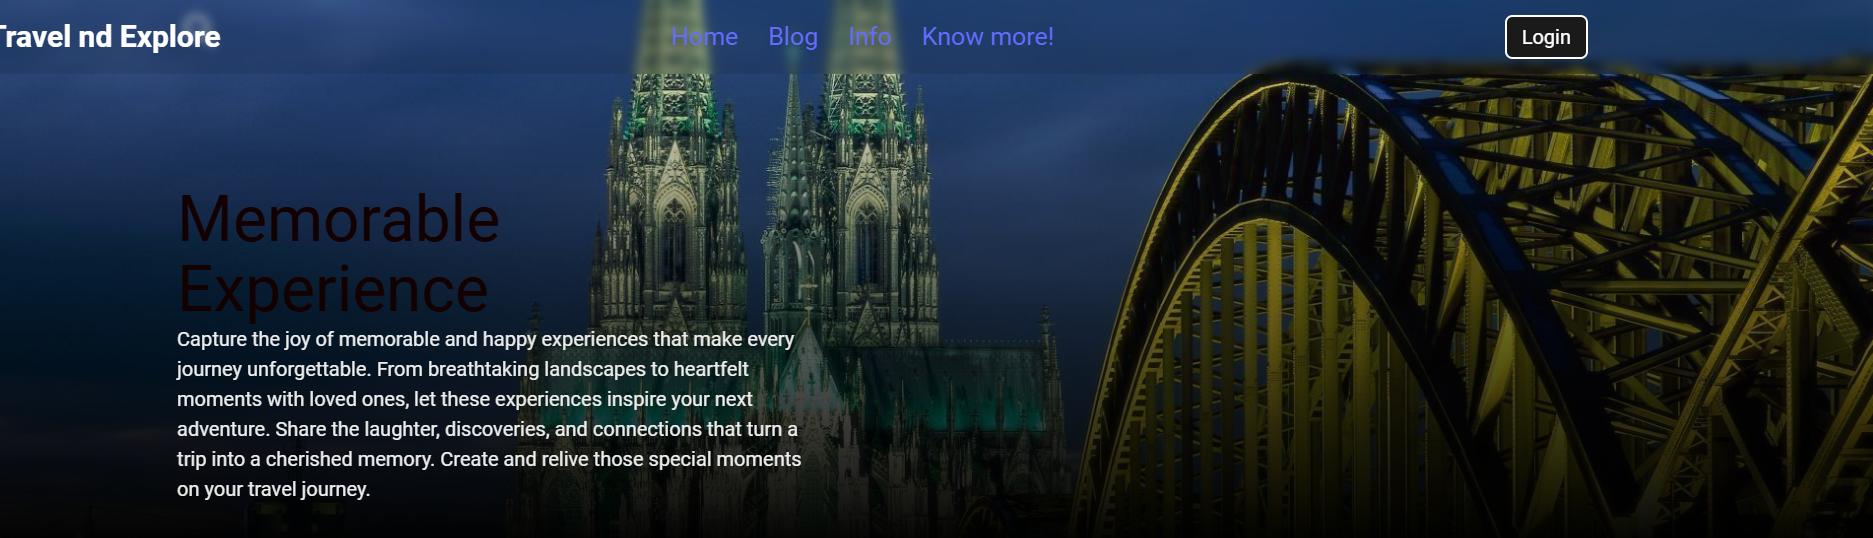 Travel nd Explore
Home Blog Info Know more!
Login
Memorable
Experience
Capture the joy of memorable and happy experiences that make every
journey unforgettable. From breathtaking landscapes to heartfelt
moments with loved ones, let these experiences inspire your next
adventure. Share the laughter, discoveries, and connections that turn a
trip into a cherished memory. Create and relive those special moments
on your travel journey.